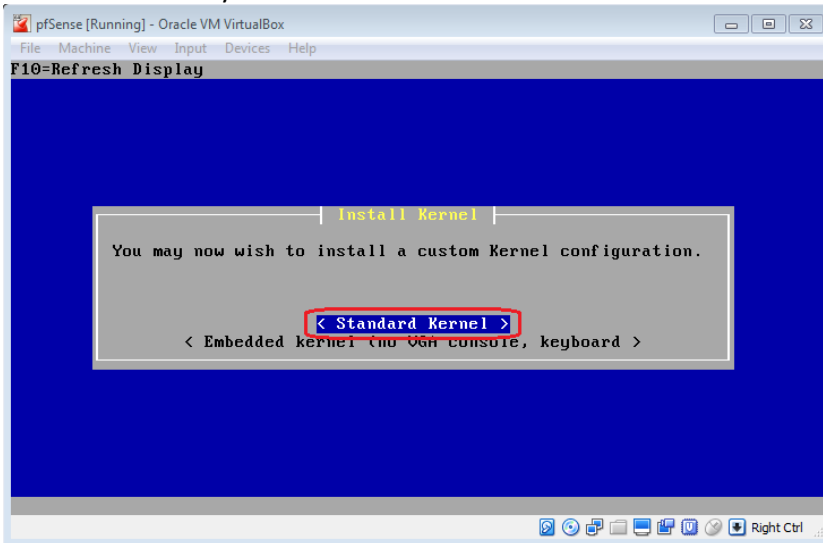 pfSense [Running] - Oracle VM VirtualBox
File Machine View Input Devices Help
F10=Refresh Display
Install Kernel
You may now wish to install a custom Kernel configuration.
< Standard Kernel >
< Embedded kernel (no VGA console, keyboard >
Right Ctrl